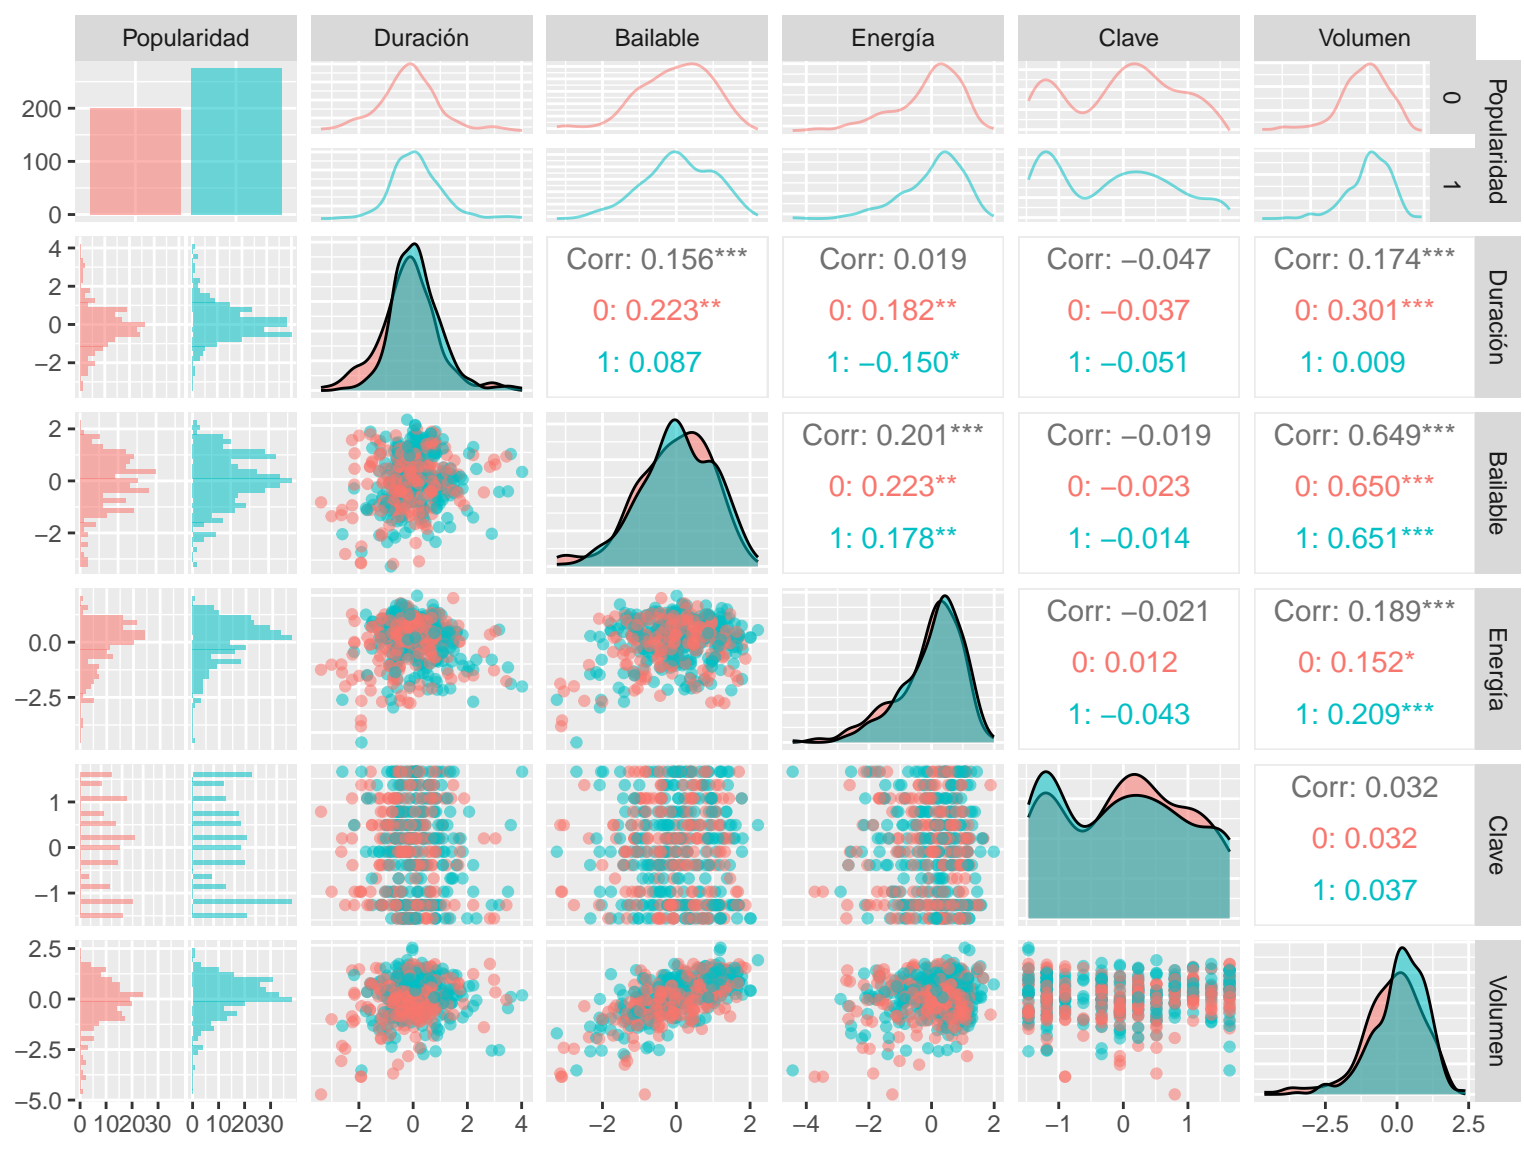 Popularidad Duración Bailable Energía Clave Volumen
200
100
0
0
1
Popularidad
4
2
0
−2
Corr: 0.156*** Corr: 0.019 Corr: −0.047 Corr: 0.174***
0: 0.223** 0: 0.182** 0: −0.037 0: 0.301***
1: 0.087 1: −0.150* 1: −0.051 1: 0.009
Duración
2
0
−2
Corr: 0.201*** Corr: −0.019 Corr: 0.649***
0: 0.223** 0: −0.023 0: 0.650***
1: 0.178** 1: −0.014 1: 0.651***
Bailable
0.0
−2.5
Corr: −0.021 Corr: 0.189***
0: 0.012 0: 0.152*
1: −0.043 1: 0.209***
Energía
1
0
−1
Corr: 0.032
0: 0.032
1: 0.037
Clave
2.5
0.0
−2.5
−5.0
Volumen
0 10 20 30 0 10 20 30 −2 0 2 4 −2 0 2 −4 −2 0 2 −1 0 1 −2.5 0.0 2.5